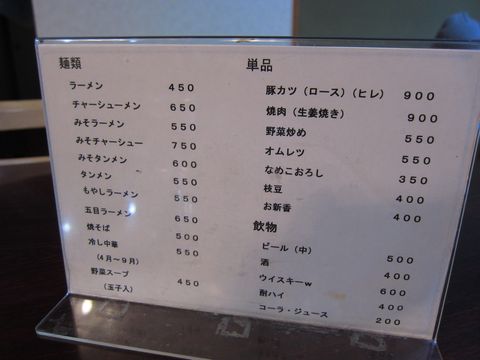 麺類
ラーメン 450
チャーシューメン 650
みそラーメン 550
みそチャーシュー 750
みそタンメン 600
タンメン 550
もやしラーメン 550
五目ラーメン 650
焼そば 500
冷し中華 550
(4月~9月)
野菜スープ 450
(玉子入)
単品
豚カツ(ロース)(ヒレ) 900
焼肉(生姜焼き) 900
野菜炒め 550
オムレツ 550
なめこおろし 350
枝豆 400
お新香 400
飲物
ビール(中) 500
酒 400
ウイスキーw 600
酎ハイ 400
コーラ・ジュース 200